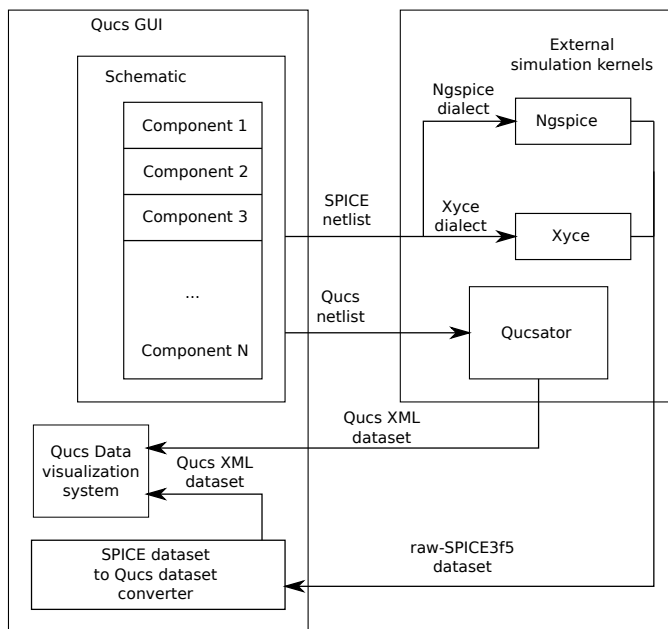 Qucs GUI
Schematic
Component 1
Component 2
Component 3
...
Component N
SPICE
netlist
Qucs
netlist
External
simulation kernels
Ngspice
dialect
Ngspice
Xyce
dialect
Xyce
Qucsator
Qucs XML
dataset
Qucs Data
visualization
system
Qucs XML
dataset
SPICE dataset
to Qucs dataset
converter
raw-SPICE3f5
dataset